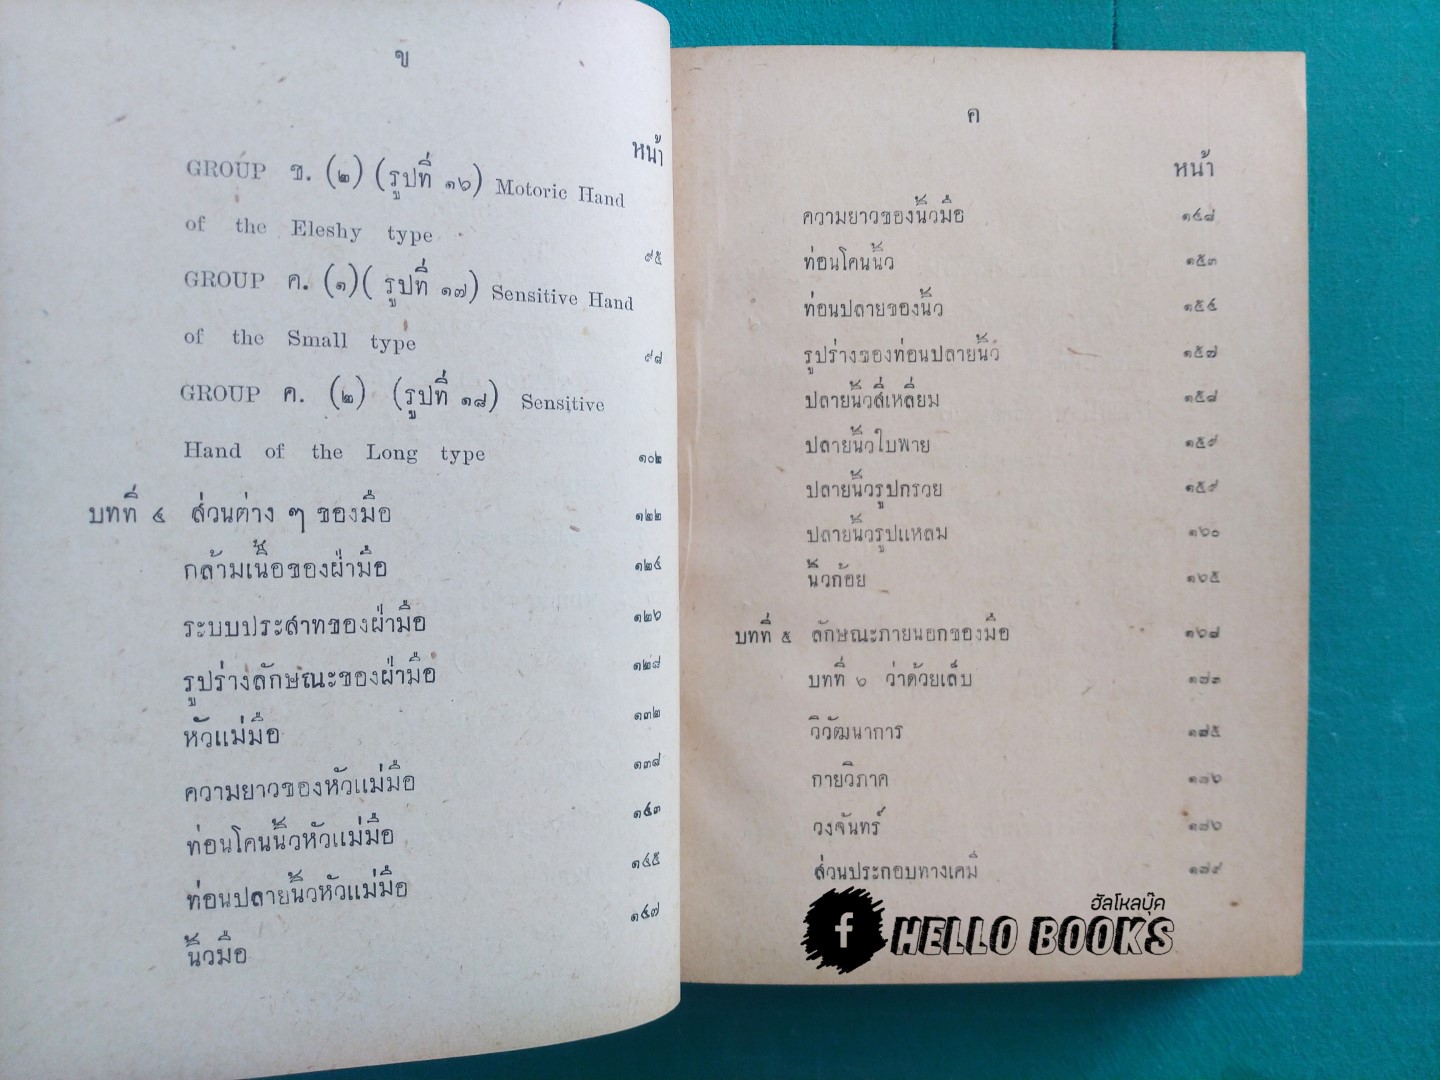 ข
หน้า
GROUP ข. (๒) (รูปที่ ๑๖) Motoric Hand
of the Eleshy type ๙๕
GROUP ค. (๑) ( รูปที่ ๑๗) Sensitive Hand
of the Small type ๙๘
GROUP ค. (๒) (รูปที่ ๑๘) Sensitive
Hand of the Long type ๑๐๒
บทที่ ๔ ส่วนต่าง ๆ ของมือ ๑๒๒
กล้ามเนื้อของฝ่ามือ ๑๒๔
ระบบประสาทของฝ่ามือ ๑๒๖
รูปร่างลักษณะของฝ่ามือ ๑๒๘
หัวแม่มือ ๑๓๒
ความยาวของหัวแม่มือ ๑๓๘
ท่อนโคนนิ้วหัวแม่มือ ๑๔๓
ท่อนปลายนิ้วหัวแม่มือ ๑๔๕
นิ้วมือ ๑๔๗
ค
หน้า
ความยาวของนิ้วมือ ๑๔๘
ท่อนโคนนิ้ว ๑๕๓
ท่อนปลายของนิ้ว ๑๕๔
รูปร่างของท่อนปลายนิ้ว ๑๕๗
ปลายนิ้วสี่เหลี่ยม ๑๕๘
ปลายนิ้วใบพาย ๑๕๙
ปลายนิ้วรูปกรวย ๑๕๙
ปลายนิ้วรูปแหลม ๑๖๐
นิ้วก้อย ๑๖๕
บทที่ ๕ ลักษณะภายนอกของมือ ๑๖๘
บทที่ ๖ ว่าด้วยเล็บ ๑๘๓
วิวัฒนาการ ๑๘๕
กายวิภาค ๑๘๖
วงจันทร์ ๑๘๖
ส่วนประกอบทางเคมี ๑๘๙
ฮัลโหลบุ๊ค
f HELLO BOOKS